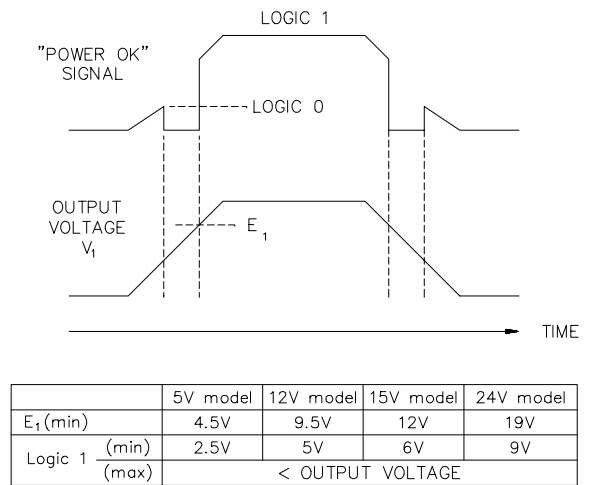 LOGIC 1
"POWER OK"
SIGNAL
LOGIC 0
OUTPUT
VOLTAGE
V1
E1
TIME
5V model 12V model 15V model 24V model
E1(min) 4.5V 9.5V 12V 19V
Logic 1 (min) 2.5V 5V 6V 9V
(max) < OUTPUT VOLTAGE